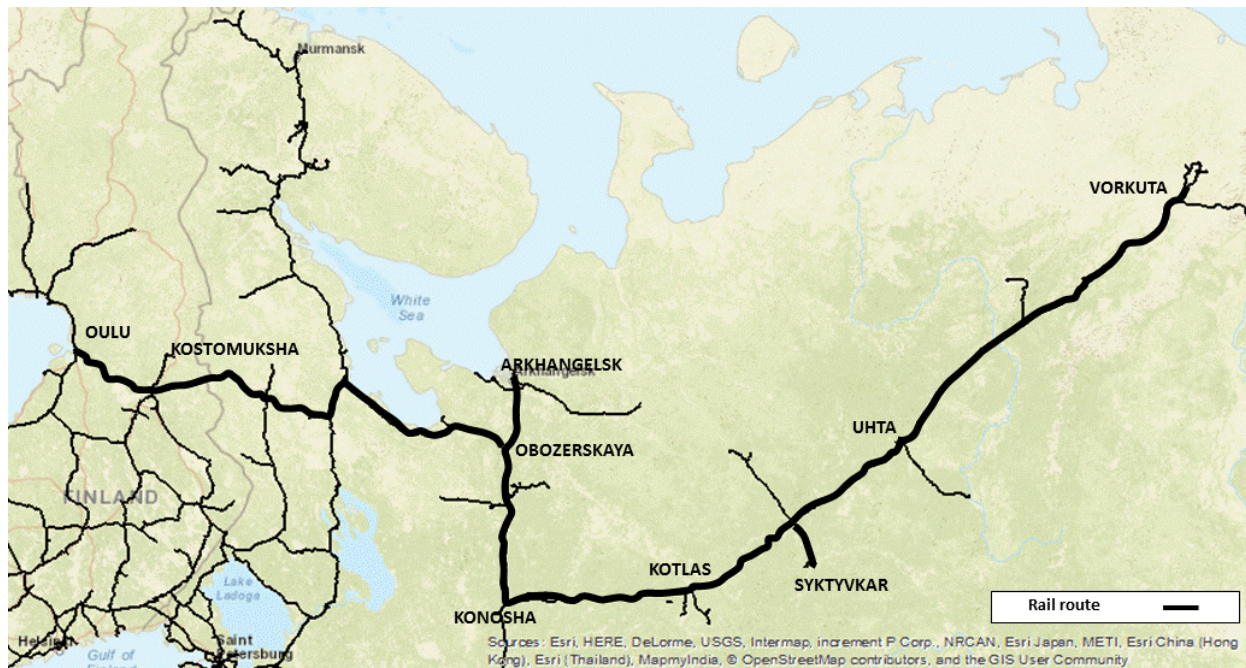 Murmansk
VORKUTA
White
Sea
OULU
KOSTOMUKSHA
ARKHANGELSK
Arkhangelsk
UHTA
OBOZERSKAYA
FINLAND
KOTLAS
SYKTYVKAR
Lake
Ladoga
KONOSHA
Rail route
Helsinki
Gulf of
Finland
Saint
Petersburg
Sources: Esri, HERE, DeLorme, USGS, Intermap, increment P Corp., NRCAN, Esri Japan, METI, Esri China (Hong
Kong), Esri (Thailand), MapmyIndia, © OpenStreetMap contributors, and the GIS User Community